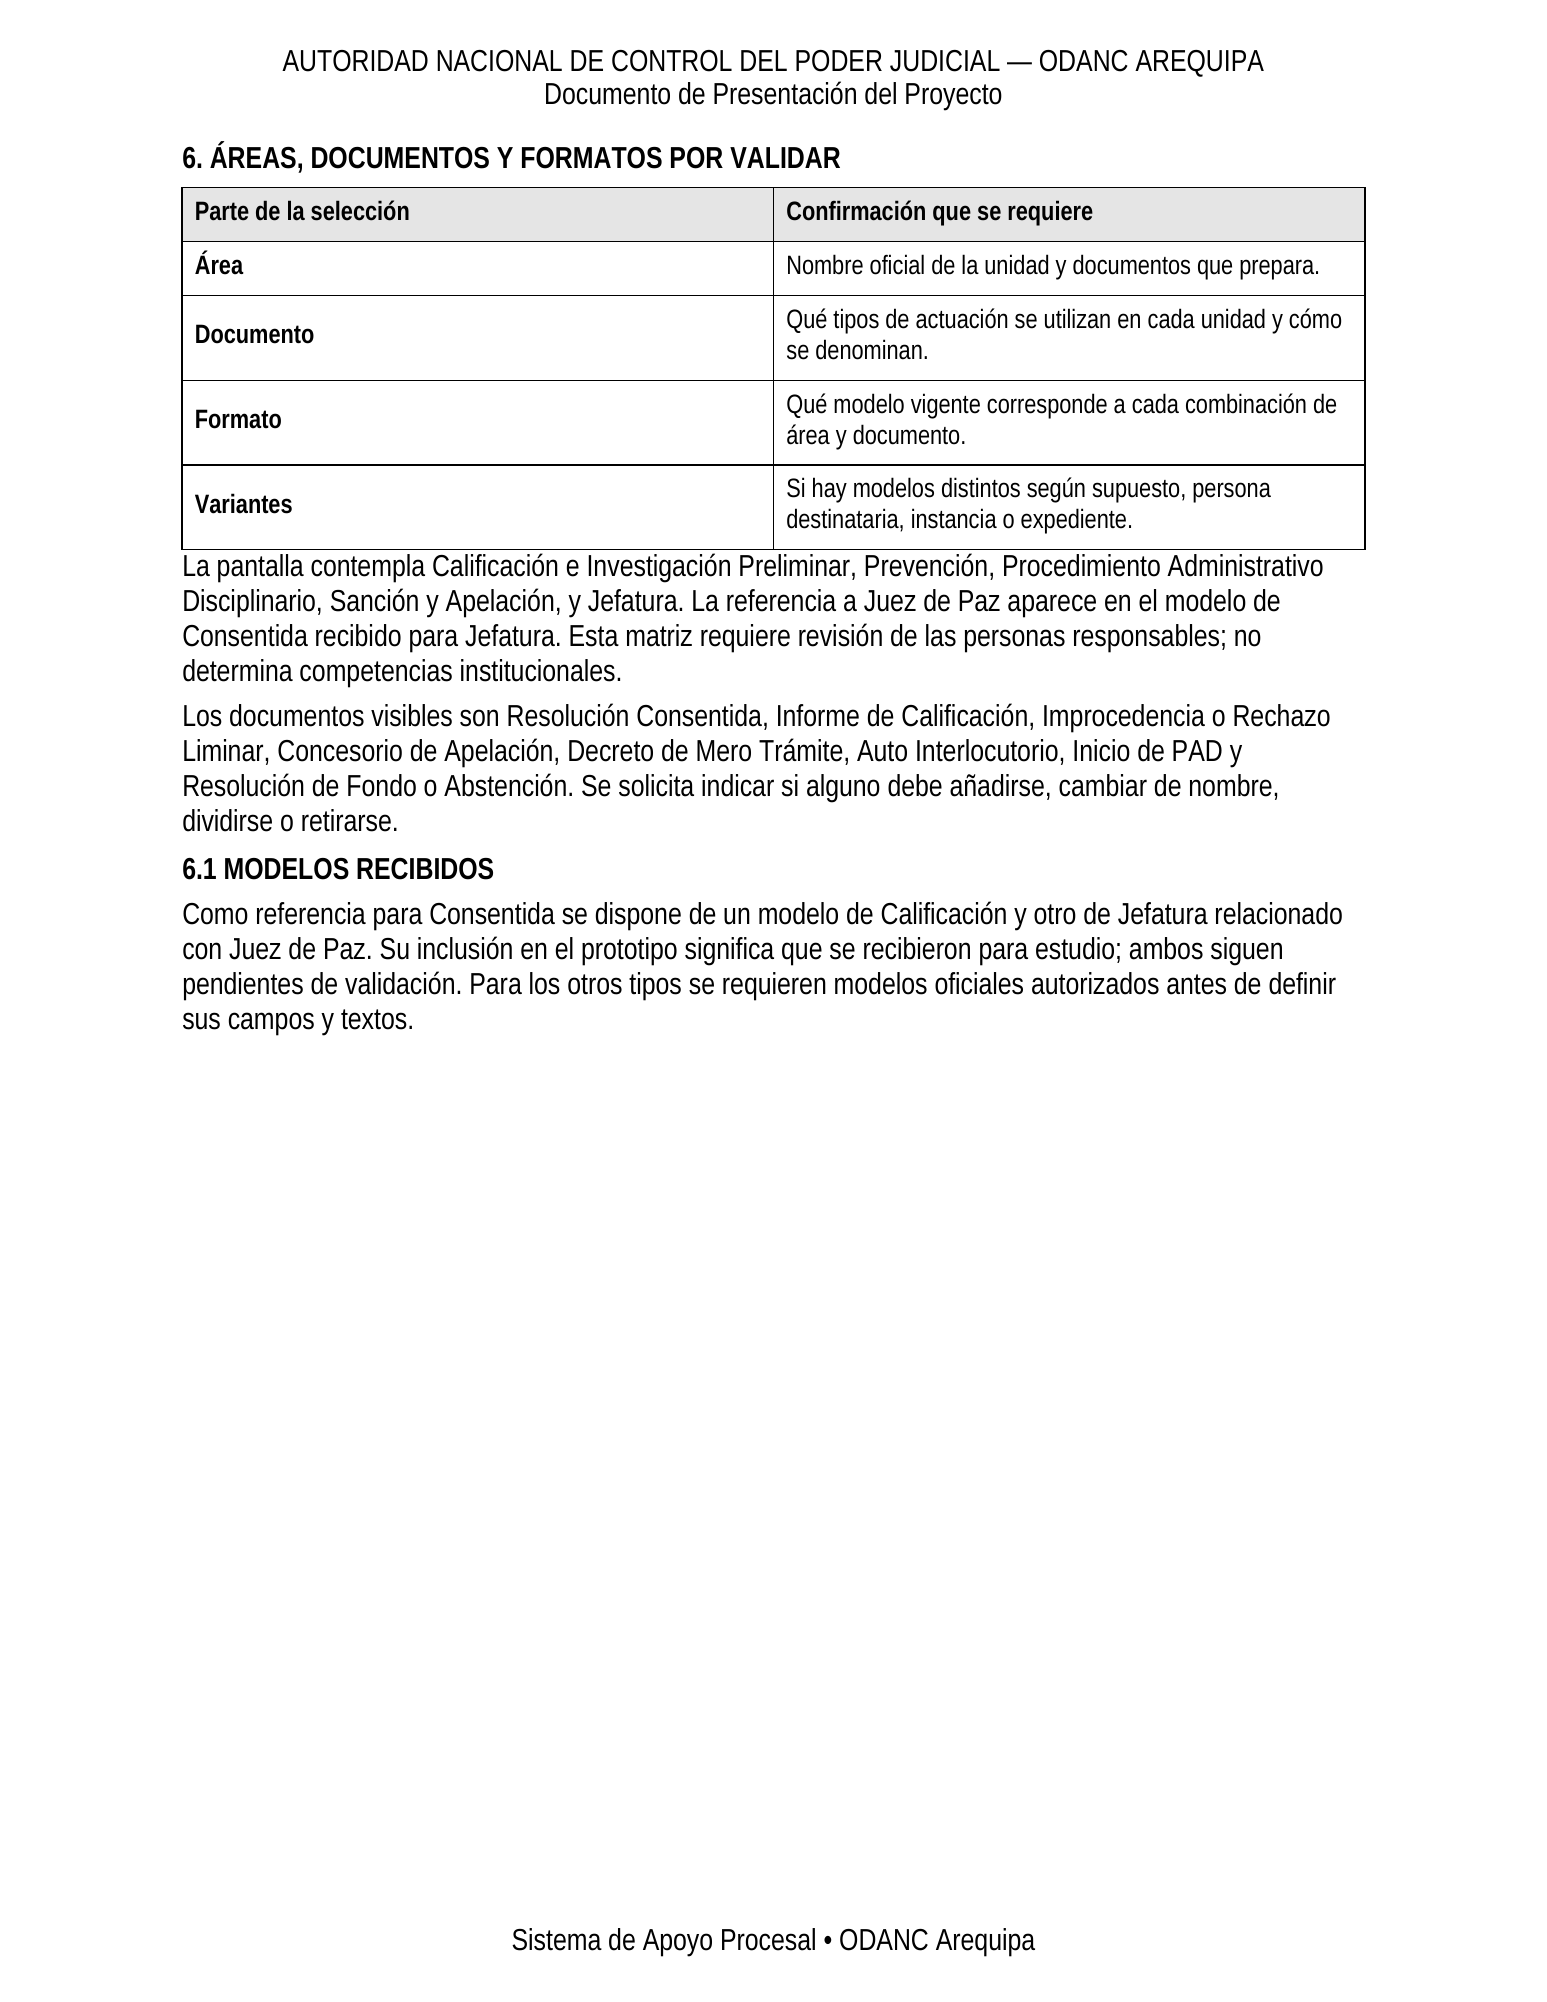 AUTORIDAD NACIONAL DE CONTROL DEL PODER JUDICIAL — ODANC AREQUIPA
Documento de Presentación del Proyecto
6. ÁREAS, DOCUMENTOS Y FORMATOS POR VALIDAR
Parte de la selección
Confirmación que se requiere
Área
Nombre oficial de la unidad y documentos que prepara.
Documento
Qué tipos de actuación se utilizan en cada unidad y cómo
se denominan.
Formato
Qué modelo vigente corresponde a cada combinación de
área y documento.
Variantes
Si hay modelos distintos según supuesto, persona
destinataria, instancia o expediente.
La pantalla contempla Calificación e Investigación Preliminar, Prevención, Procedimiento Administrativo
Disciplinario, Sanción y Apelación, y Jefatura. La referencia a Juez de Paz aparece en el modelo de
Consentida recibido para Jefatura. Esta matriz requiere revisión de las personas responsables; no
determina competencias institucionales.
Los documentos visibles son Resolución Consentida, Informe de Calificación, Improcedencia o Rechazo
Liminar, Concesorio de Apelación, Decreto de Mero Trámite, Auto Interlocutorio, Inicio de PAD y
Resolución de Fondo o Abstención. Se solicita indicar si alguno debe añadirse, cambiar de nombre,
dividirse o retirarse.
6.1 MODELOS RECIBIDOS
Como referencia para Consentida se dispone de un modelo de Calificación y otro de Jefatura relacionado
con Juez de Paz. Su inclusión en el prototipo significa que se recibieron para estudio; ambos siguen
pendientes de validación. Para los otros tipos se requieren modelos oficiales autorizados antes de definir
sus campos y textos.
Sistema de Apoyo Procesal • ODANC Arequipa